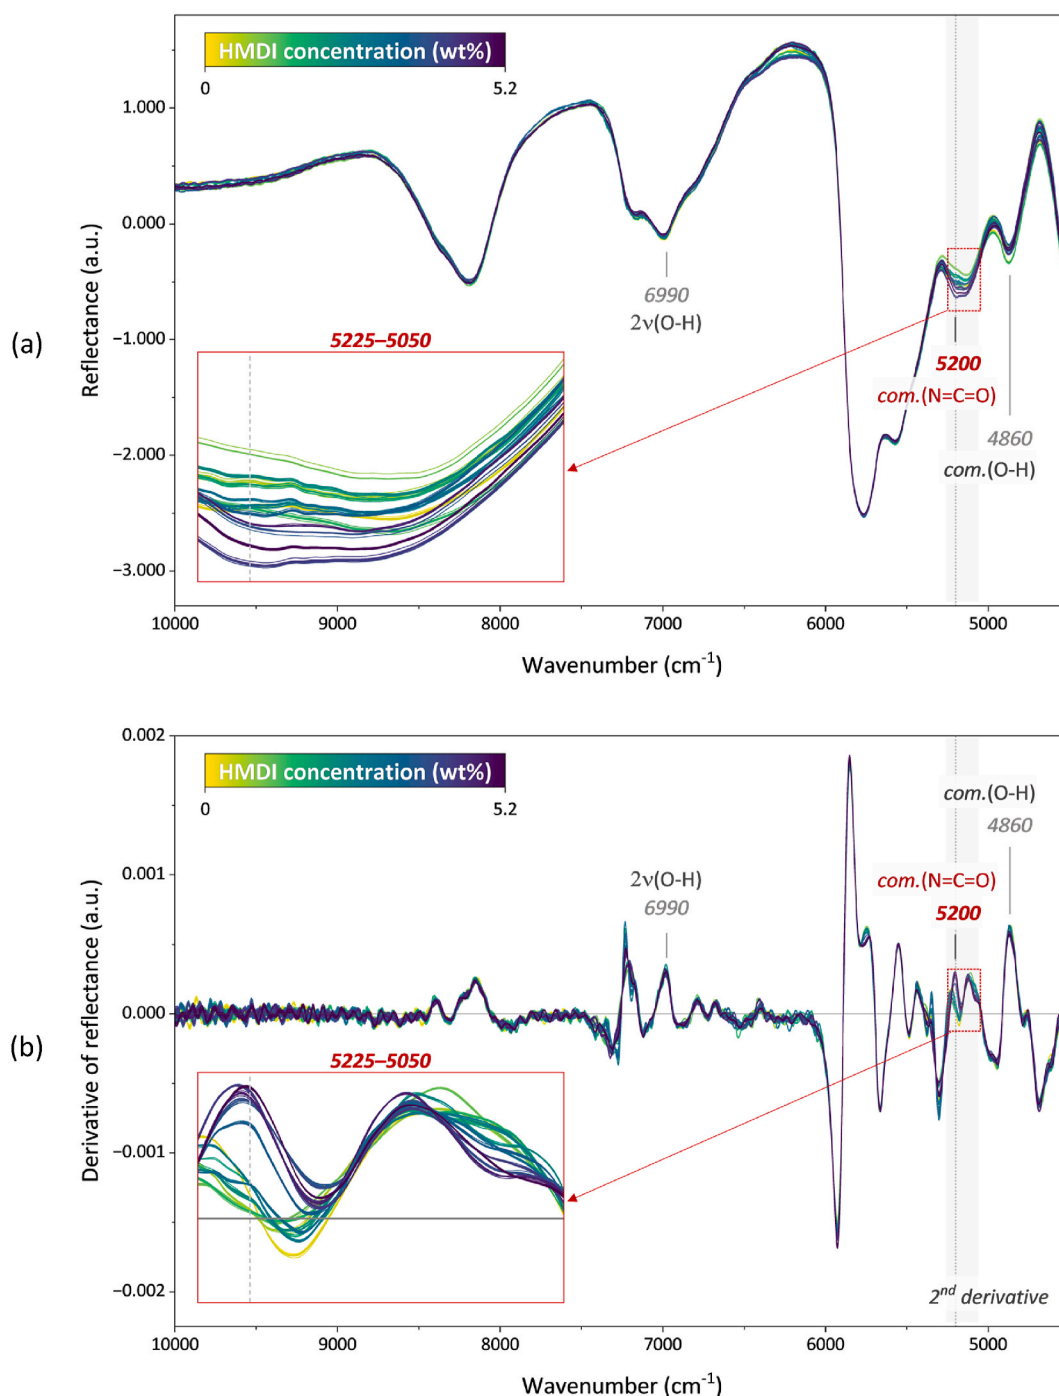 (a)
HMDI concentration (wt%)
0 5.2
1.000
0.000
−1.000
−2.000
−3.000
Reflectance (a.u.)
6990
2ν(O-H)
5225–5050
5200
com.(N=C=O)
4860
com.(O-H)
10000 9000 8000 7000 6000 5000
Wavenumber (cm⁻¹)
(b)
HMDI concentration (wt%)
0 5.2
0.002
0.001
0.000
−0.001
−0.002
Derivative of reflectance (a.u.)
com.(O-H)
4860
2ν(O-H)
6990
com.(N=C=O)
5200
5225–5050
2ⁿᵈ derivative
10000 9000 8000 7000 6000 5000
Wavenumber (cm⁻¹)